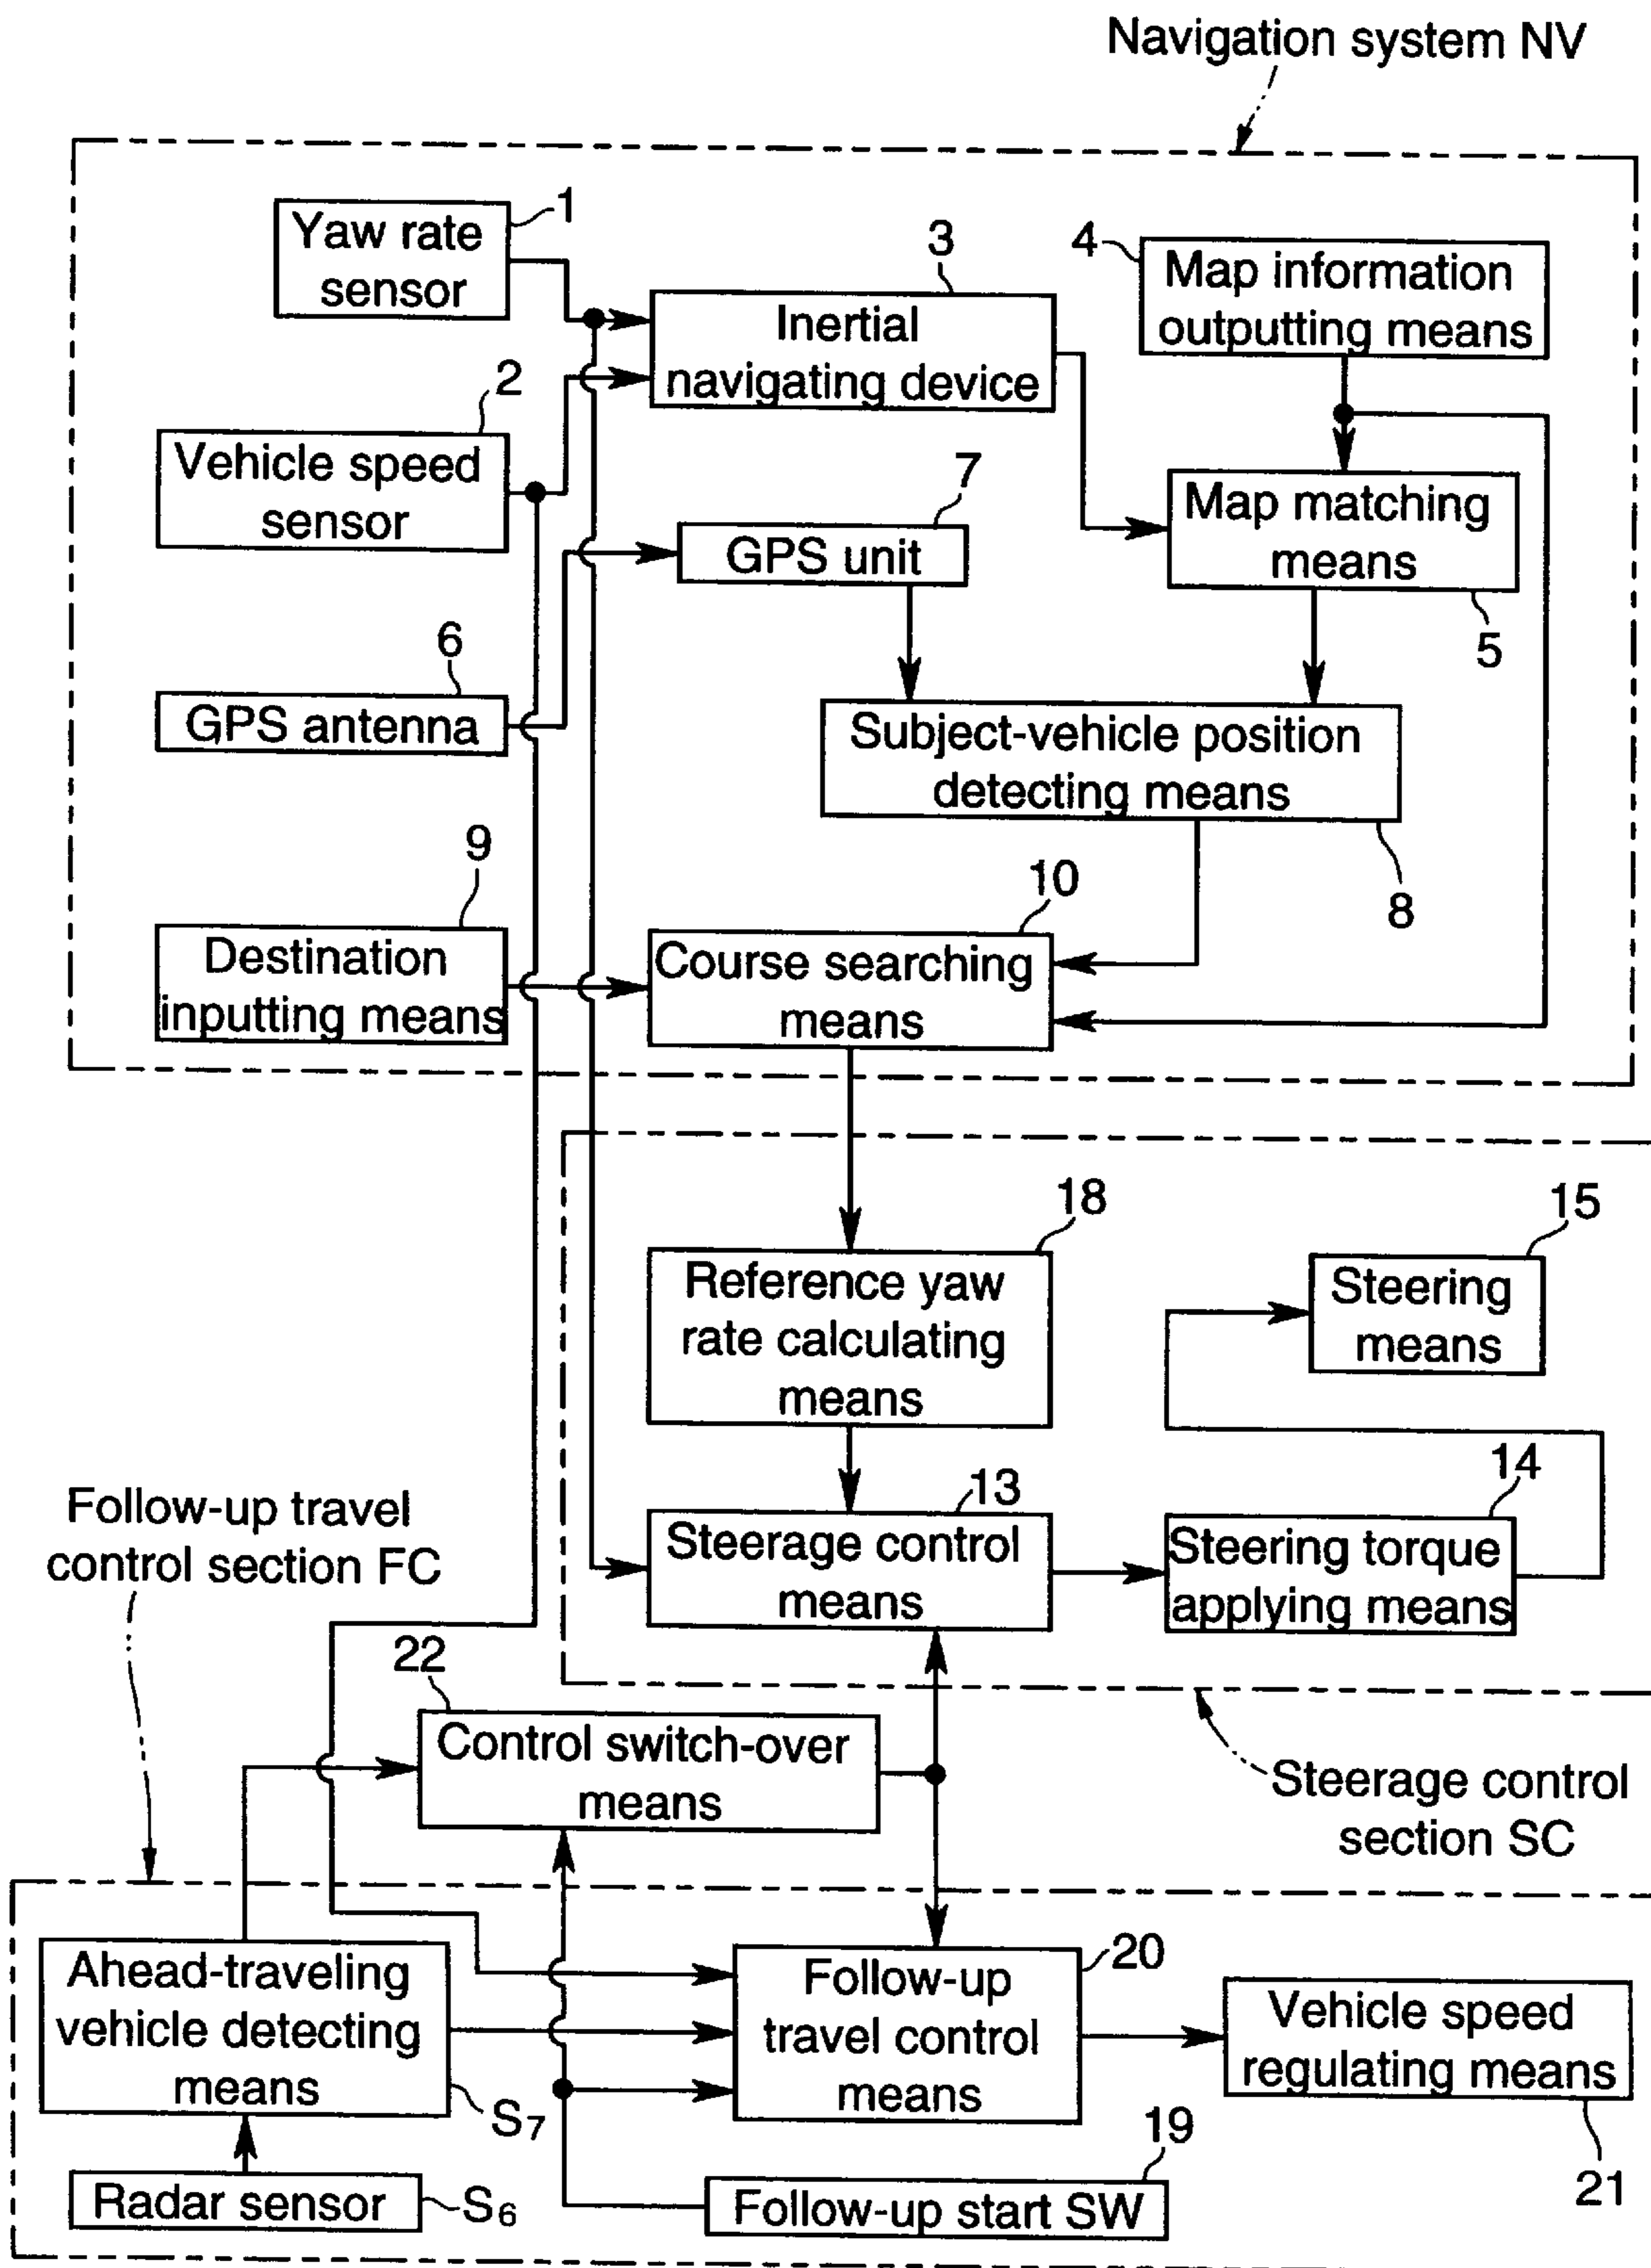 Navigation system NV
1
Yaw rate
sensor
3
4
Map information
outputting means
Inertial
navigating device
2
Vehicle speed
sensor
7
GPS unit
Map matching
means
5
6
GPS antenna
Subject-vehicle position
detecting means
8
9
10
Destination
inputting means
Course searching
means
18
15
Reference yaw
rate calculating
means
Steering
means
Follow-up travel
control section FC
13
14
Steerage control
means
Steering torque
applying means
22
Control switch-over
means
Steerage control
section SC
Ahead-traveling
vehicle detecting
means
S7
20
Follow-up
travel control
means
Vehicle speed
regulating means
21
19
Radar sensor
S6
Follow-up start SW